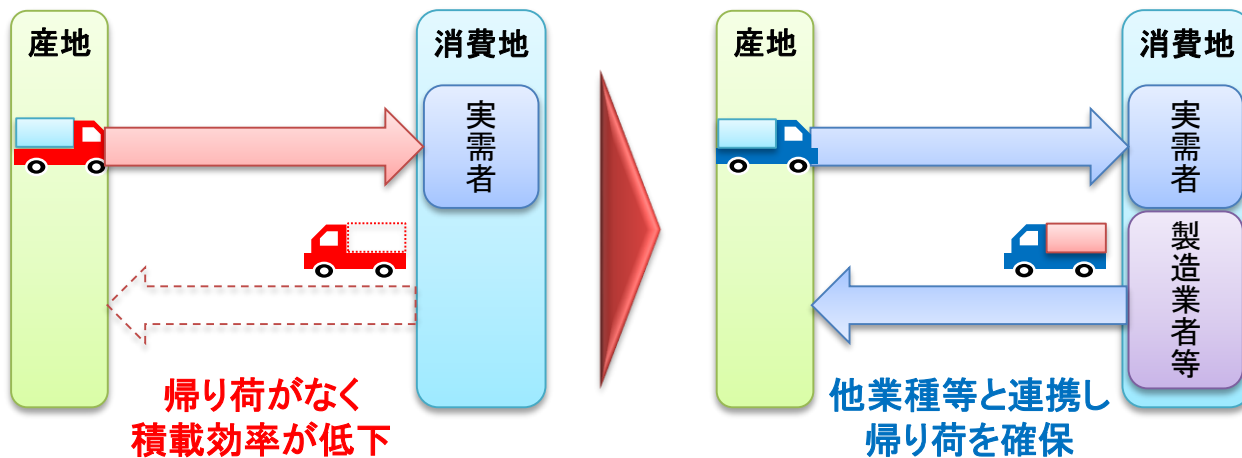 産地
消費地
実需者
帰り荷がなく
積載効率が低下
産地
消費地
実需者
製造業者等
他業種等と連携し
帰り荷を確保